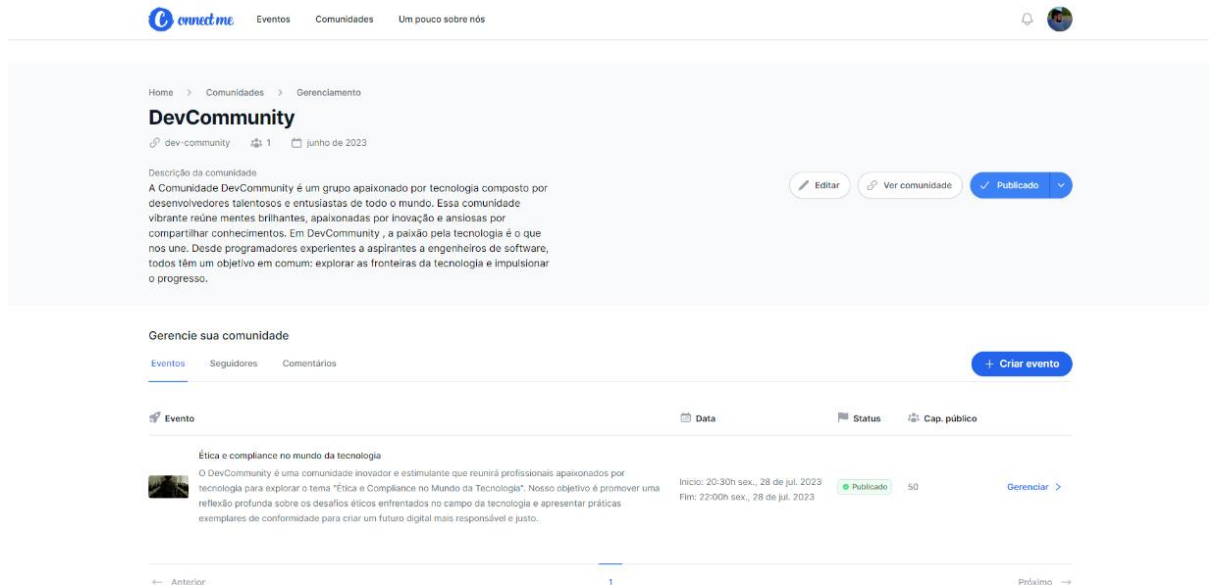 Connect me Eventos Comunidades Um pouco sobre nós
Home > Comunidades > Gerenciamento
DevCommunity
dev-community 1 junho de 2023
Descrição da comunidade
A Comunidade DevCommunity é um grupo apaixonado por tecnologia composto por
desenvolvedores talentosos e entusiastas de todo o mundo. Essa comunidade
vibrante reúne mentes brilhantes, apaixonadas por inovação e ansiosas por
compartilhar conhecimentos. Em DevCommunity , a paixão pela tecnologia é o que
nos une. Desde programadores experientes a aspirantes a engenheiros de software,
todos têm um objetivo em comum: explorar as fronteiras da tecnologia e impulsionar
o progresso.
Editar Ver comunidade Publicado
Gerencie sua comunidade
Eventos Seguidores Comentários + Criar evento
Evento Data Status Cap. público
Ética e compliance no mundo da tecnologia
O DevCommunity é uma comunidade inovador e estimulante que reunirá profissionais apaixonados por
tecnologia para explorar o tema "Ética e Compliance no Mundo da Tecnologia". Nosso objetivo é promover uma
reflexão profunda sobre os desafios éticos enfrentados no campo da tecnologia e apresentar práticas
exemplares de conformidade para criar um futuro digital mais responsável e justo.
Inicio: 20:30h sex., 28 de jul. 2023
Fim: 22:00h sex., 28 de jul. 2023
Publicado 50 Gerenciar >
← Anterior 1 Próximo →